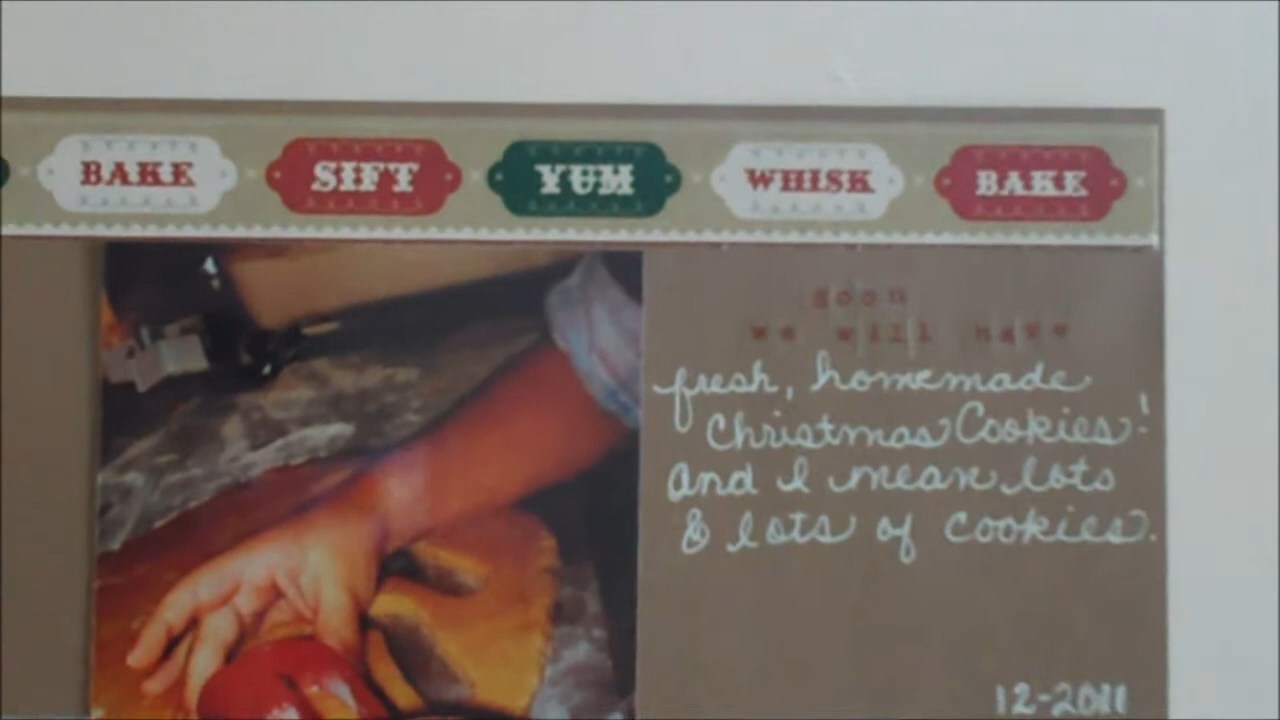 BAKE SIFT YUM WHISK BAKE
soon
we will have
fresh, homemade
Christmas Cookies!
And I mean lots
& lots of cookies.
12-2011